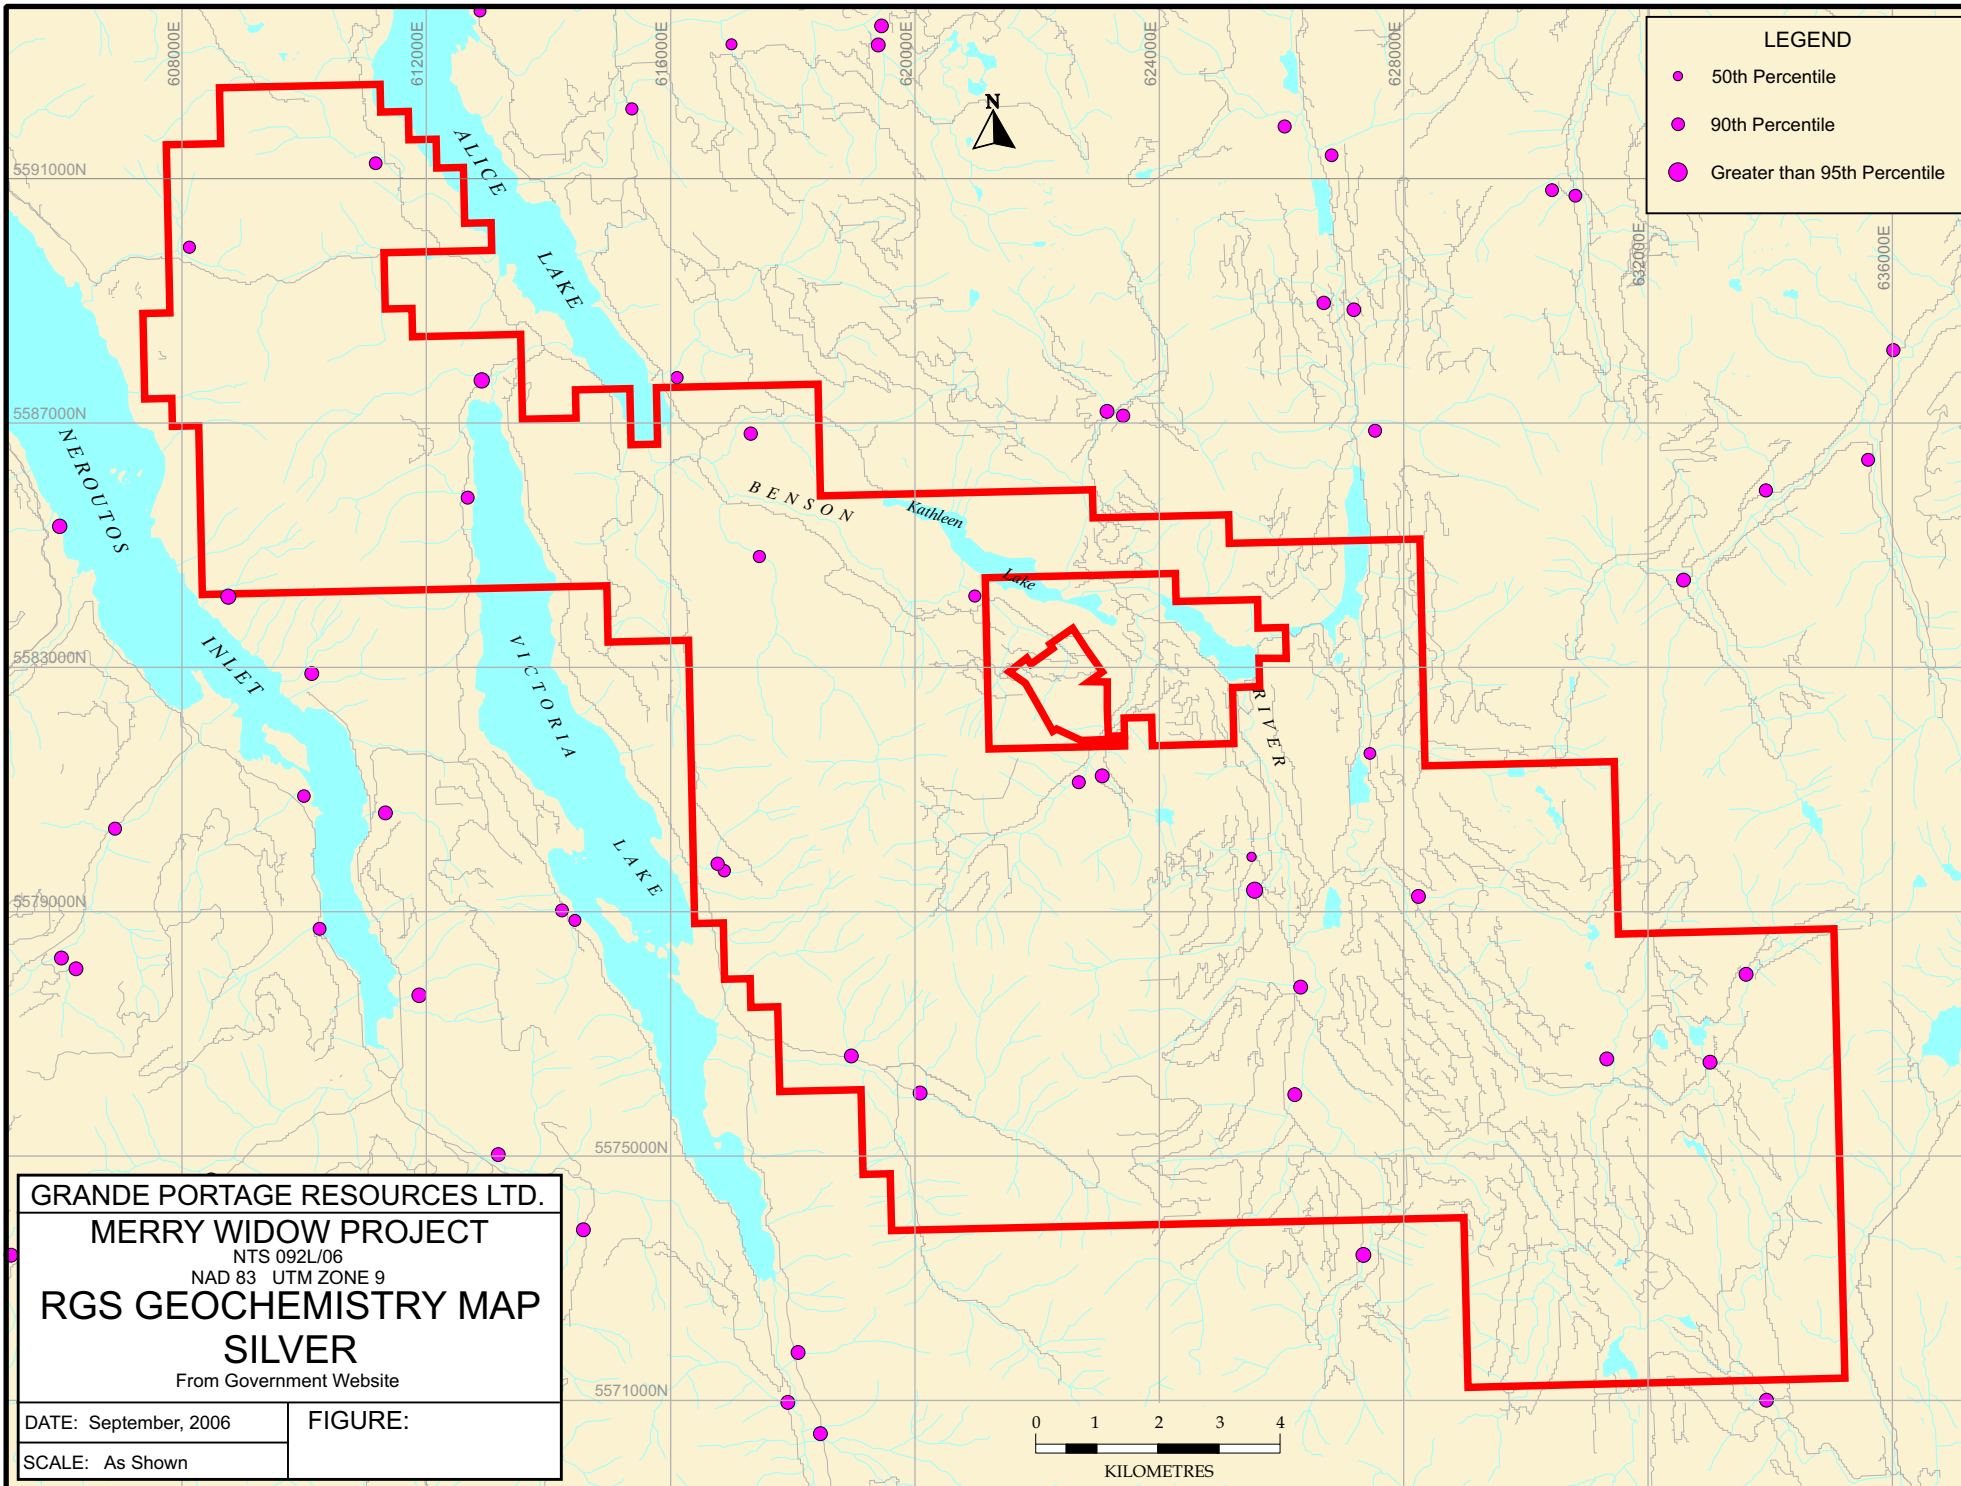 608000E
612000E
616000E
620000E
624000E
628000E
632000E
636000E
LEGEND
50th Percentile
90th Percentile
Greater than 95th Percentile
N
5591000N
5587000N
5583000N
5579000N
5575000N
5571000N
ALICE
LAKE
NEROUTOS
INLET
VICTORIA
LAKE
BENSON
RIVER
Kathleen
Lake
GRANDE PORTAGE RESOURCES LTD.
MERRY WIDOW PROJECT
NTS 092L/06
NAD 83 UTM ZONE 9
RGS GEOCHEMISTRY MAP
SILVER
From Government Website
DATE: September, 2006
FIGURE:
SCALE: As Shown
0 1 2 3 4
KILOMETRES